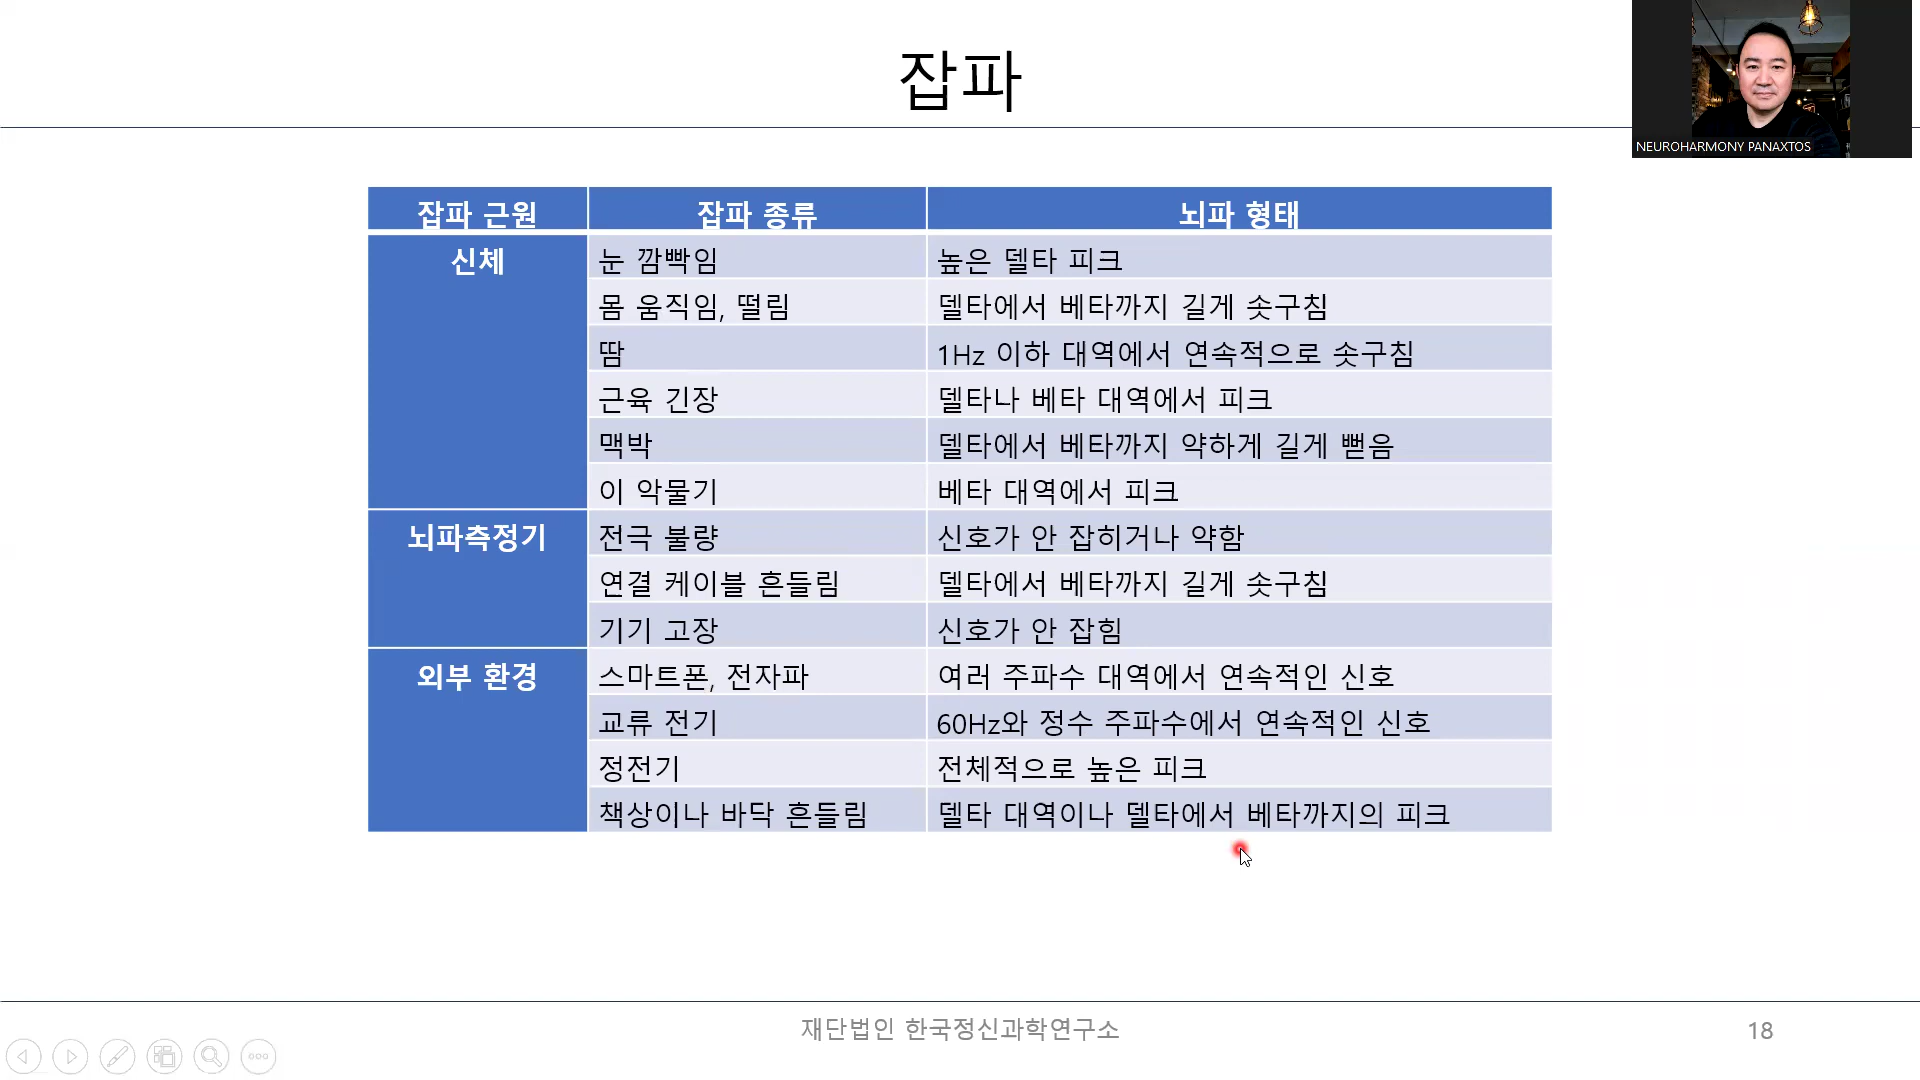 잡파
NEUROHARMONY PANAXTOS
잡파 근원 잡파 종류 뇌파 형태
신체 눈 깜빡임 높은 델타 피크
몸 움직임, 떨림 델타에서 베타까지 길게 솟구침
땀 1Hz 이하 대역에서 연속적으로 솟구침
근육 긴장 델타나 베타 대역에서 피크
맥박 델타에서 베타까지 약하게 길게 뻗음
이 악물기 베타 대역에서 피크
뇌파측정기 전극 불량 신호가 안 잡히거나 약함
연결 케이블 흔들림 델타에서 베타까지 길게 솟구침
기기 고장 신호가 안 잡힘
외부 환경 스마트폰, 전자파 여러 주파수 대역에서 연속적인 신호
교류 전기 60Hz와 정수 주파수에서 연속적인 신호
정전기 전체적으로 높은 피크
책상이나 바닥 흔들림 델타 대역이나 델타에서 베타까지의 피크
재단법인 한국정신과학연구소
18